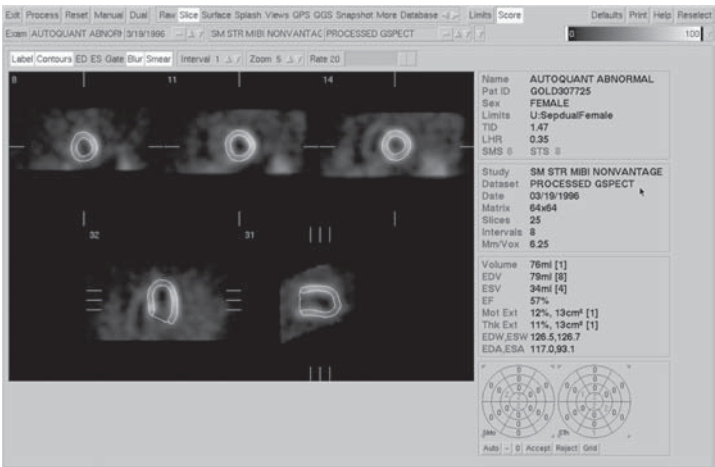 Exit Process Reset Manual Dual Raw Slice Surface Splash Views QPS QGS Snapshot More Database Limits Score Defaults Print Help Reselect
Exam AUTOQUANT ABNORM 3/19/1996 SM STR MIBI NONVANTAC PROCESSED GSPECT 0 100
Label Contours ED ES Gate Blur Smear Interval 1 Zoom 5 Rate 20
8 11 14
32 31
Name AUTOQUANT ABNORMAL
Pat ID GOLD307725
Sex FEMALE
Limits U:SepdualFemale
TID 1.47
LHR 0.35
SMS 6 STS 8
Study SM STR MIBI NONVANTAGE
Dataset PROCESSED GSPECT
Date 03/19/1996
Matrix 64x64
Slices 25
Intervals 8
Mm/Vox 6.25
Volume 76ml [1]
EDV 79ml [8]
ESV 34ml [4]
EF 57%
Mot Ext 12%, 13cm² [1]
Thk Ext 11%, 13cm² [1]
EDW,ESW 126.5,126.7
EDA,ESA 117.0,93.1
Auto - 0 Accept Reject Grid